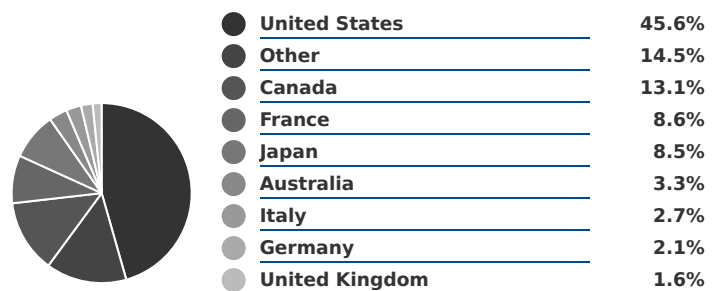 United States 45.6%
Other 14.5%
Canada 13.1%
France 8.6%
Japan 8.5%
Australia 3.3%
Italy 2.7%
Germany 2.1%
United Kingdom 1.6%